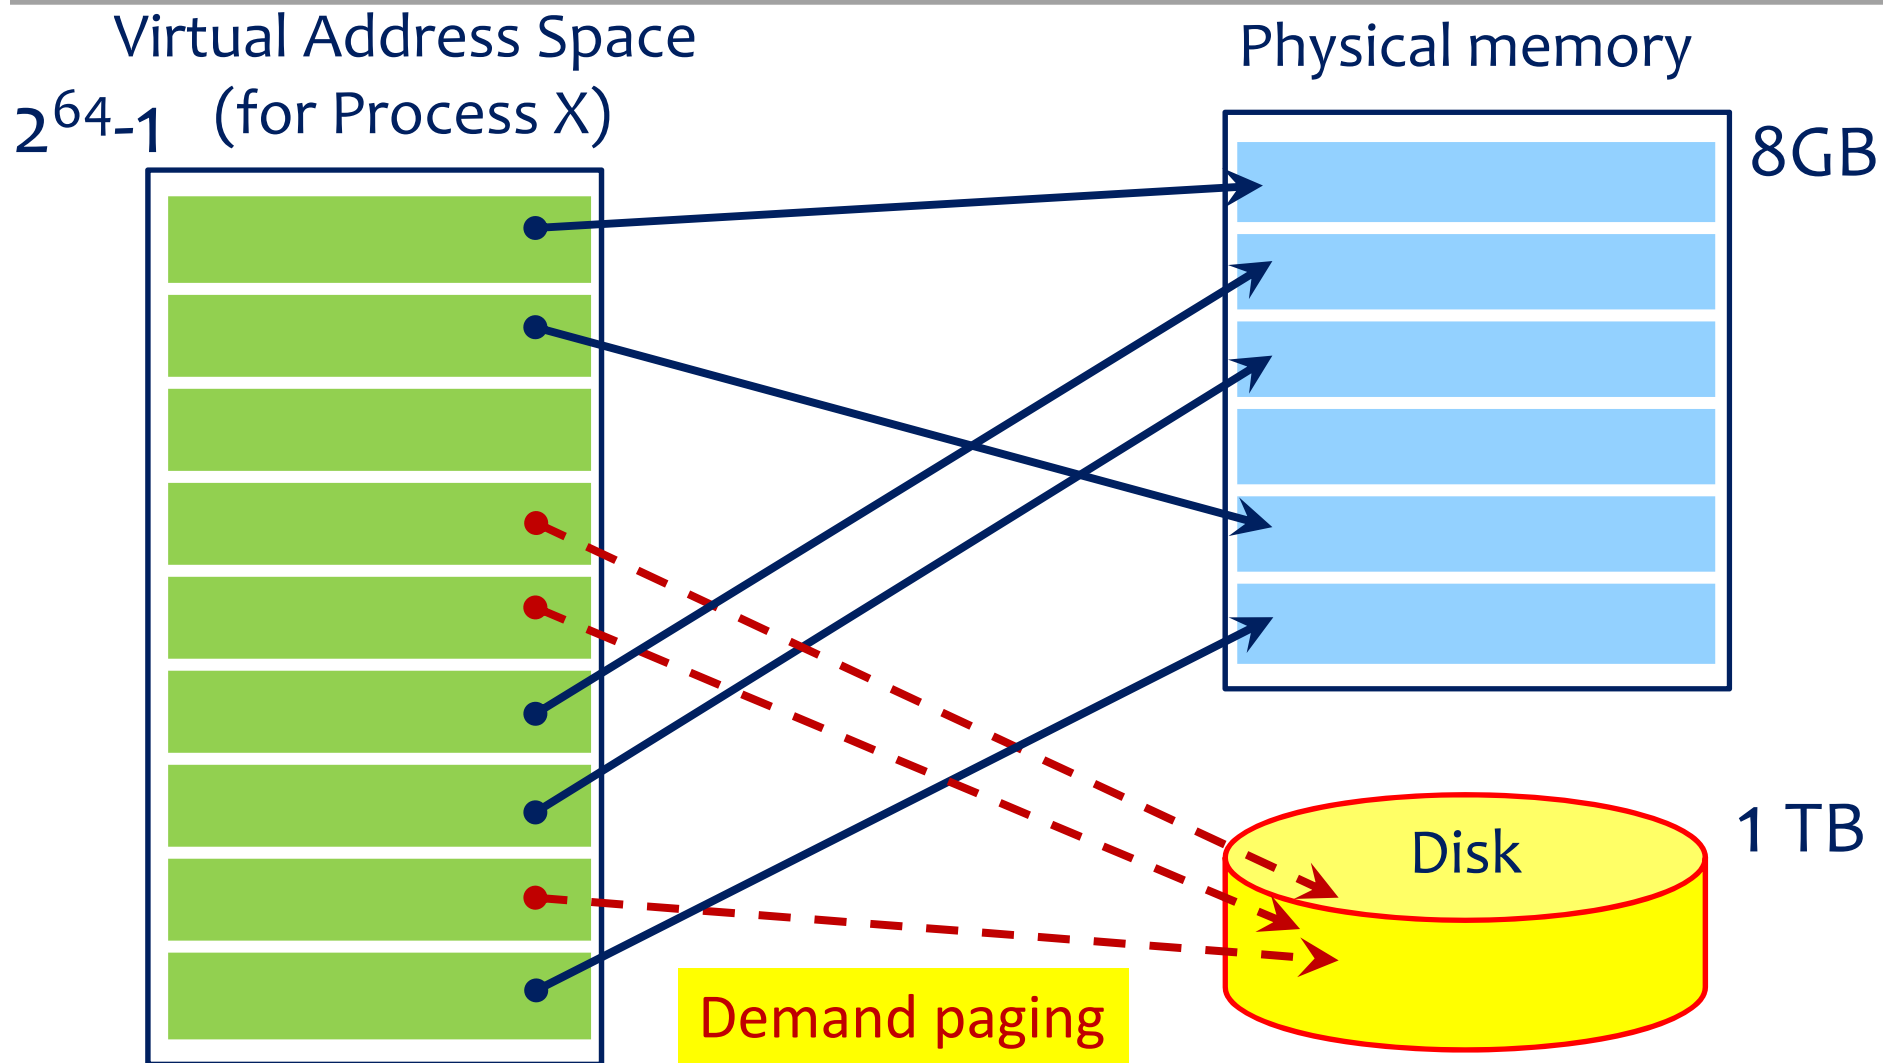 Virtual Address Space
(for Process X)
2⁶⁴-1
Physical memory
8GB
Disk
1 TB
Demand paging